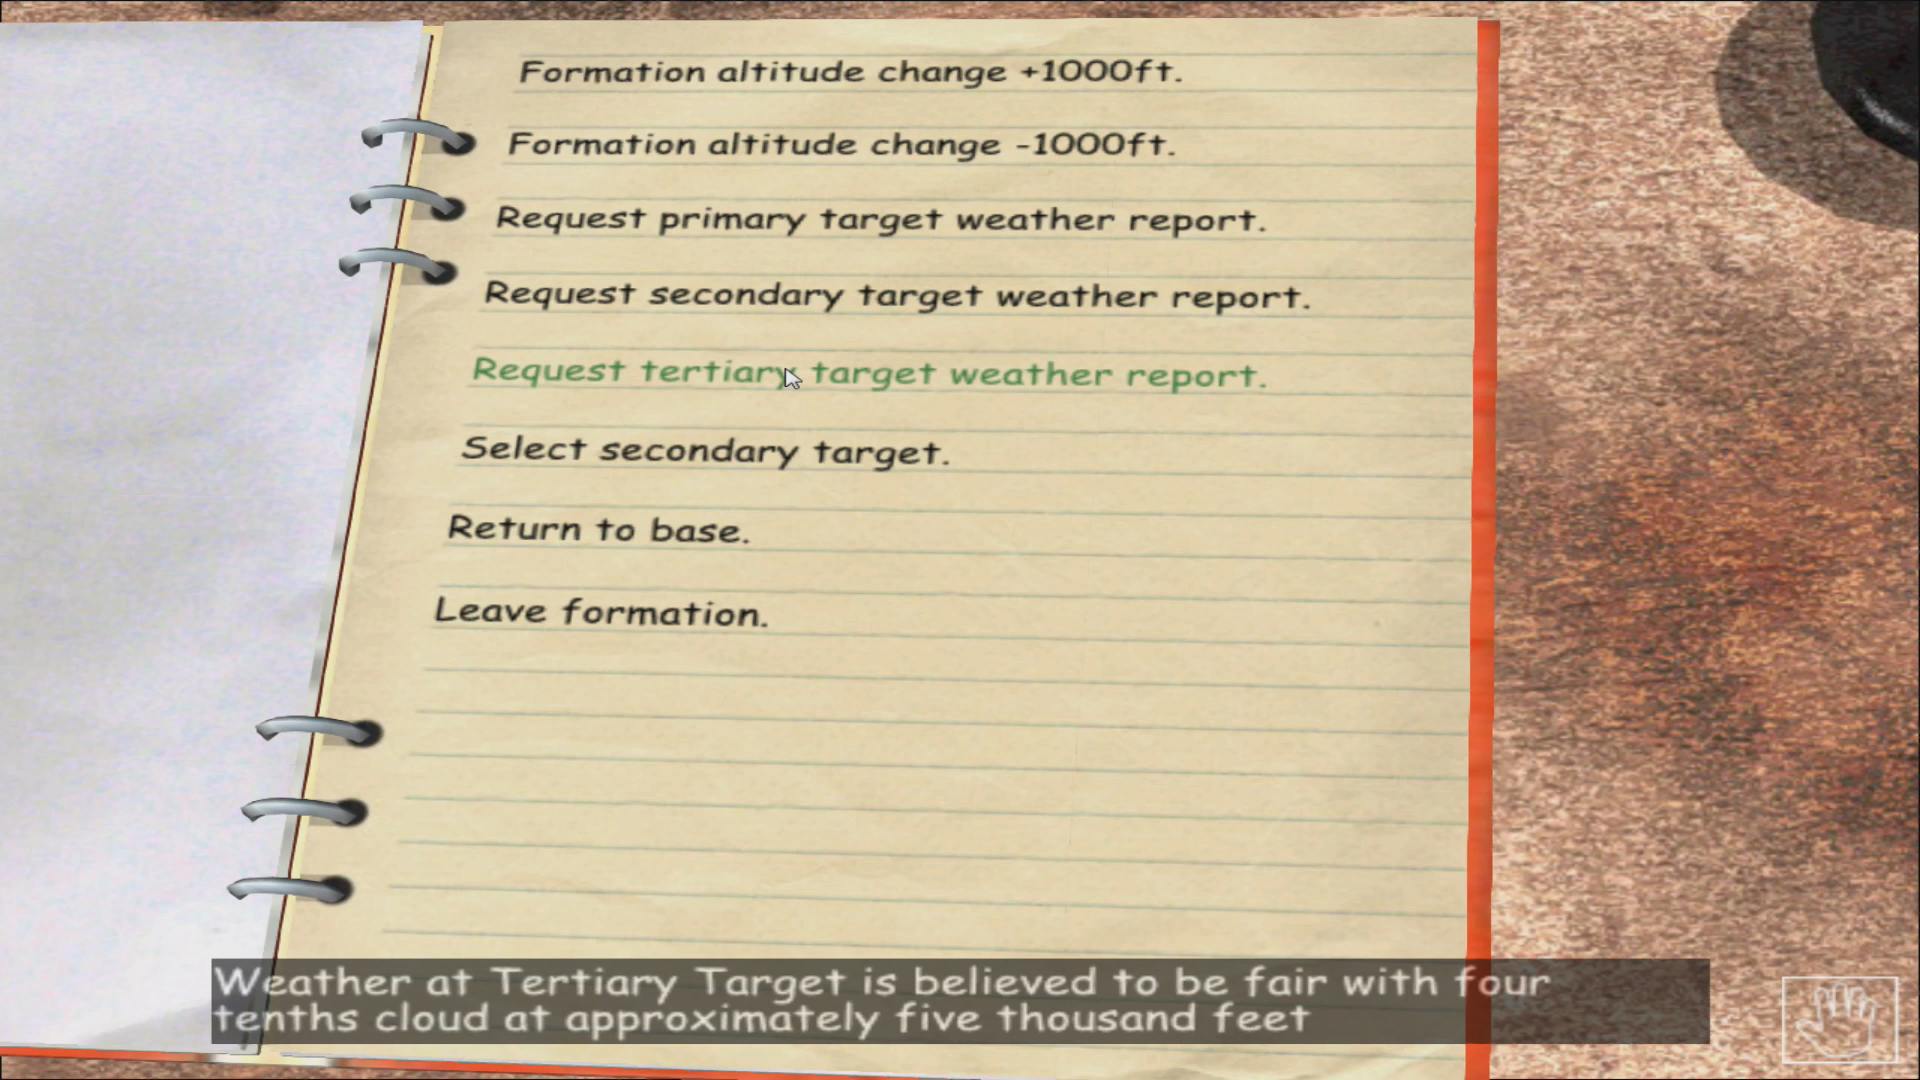 Formation altitude change +1000ft.
Formation altitude change -1000ft.
Request primary target weather report.
Request secondary target weather report.
Request tertiary target weather report.
Select secondary target.
Return to base.
Leave formation.
Weather at Tertiary Target is believed to be fair with four
tenths cloud at approximately five thousand feet